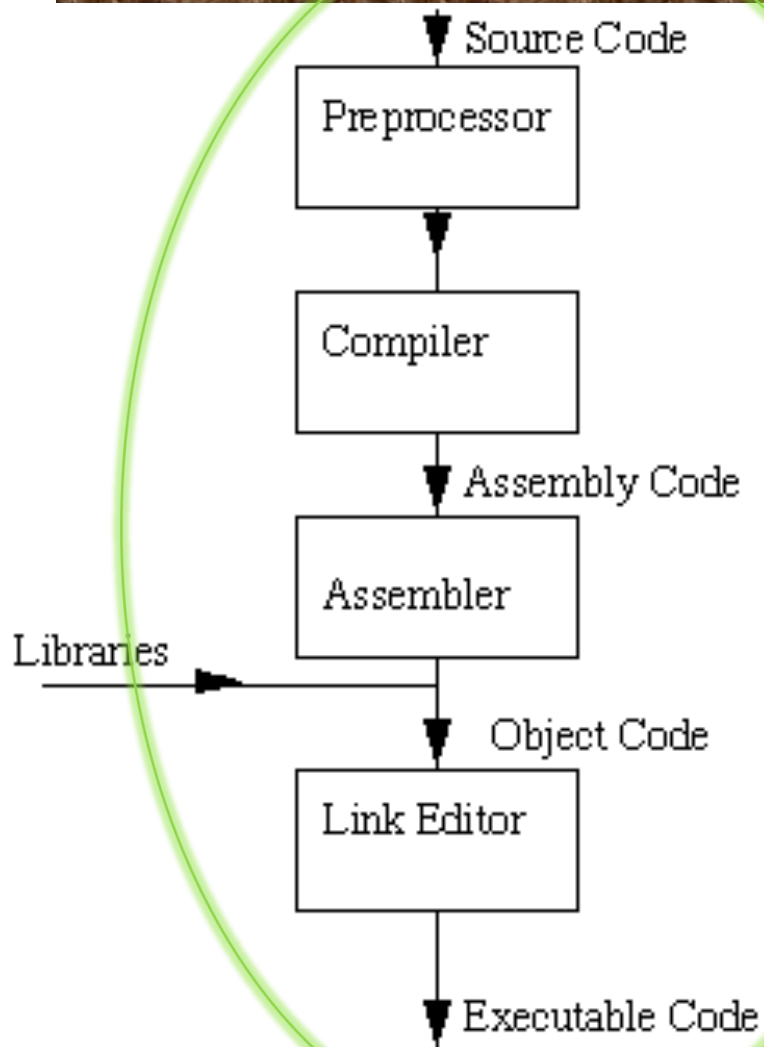 Source Code
Preprocessor
Compiler
Assembly Code
Assembler
Libraries
Object Code
Link Editor
Executable Code